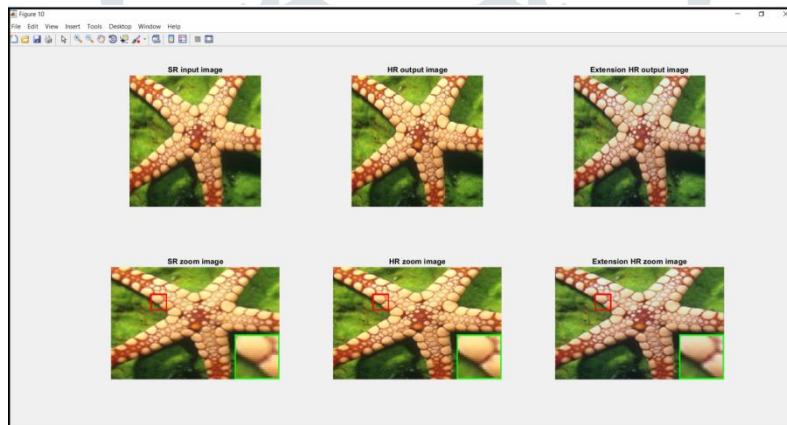 Figure 10
File Edit View Insert Tools Desktop Window Help
SR input image HR output image Extension HR output image
SR zoom image HR zoom image Extension HR zoom image